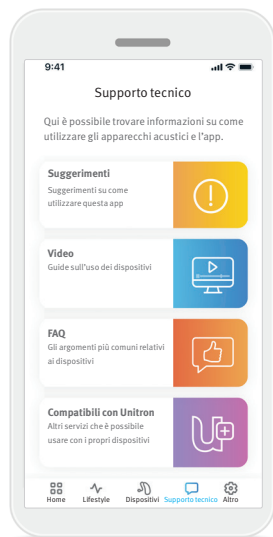 9:41
Supporto tecnico
Qui è possibile trovare informazioni su come
utilizzare gli apparecchi acustici e l'app.
Suggerimenti
Suggerimenti su come
utilizzare questa app
Video
Guide sull'uso dei dispositivi
FAQ
Gli argomenti più comuni relativi
ai dispositivi
Compatibili con Unitron
Altri servizi che è possibile
usare con i propri dispositivi
Home Lifestyle Dispositivi Supporto tecnico Altro